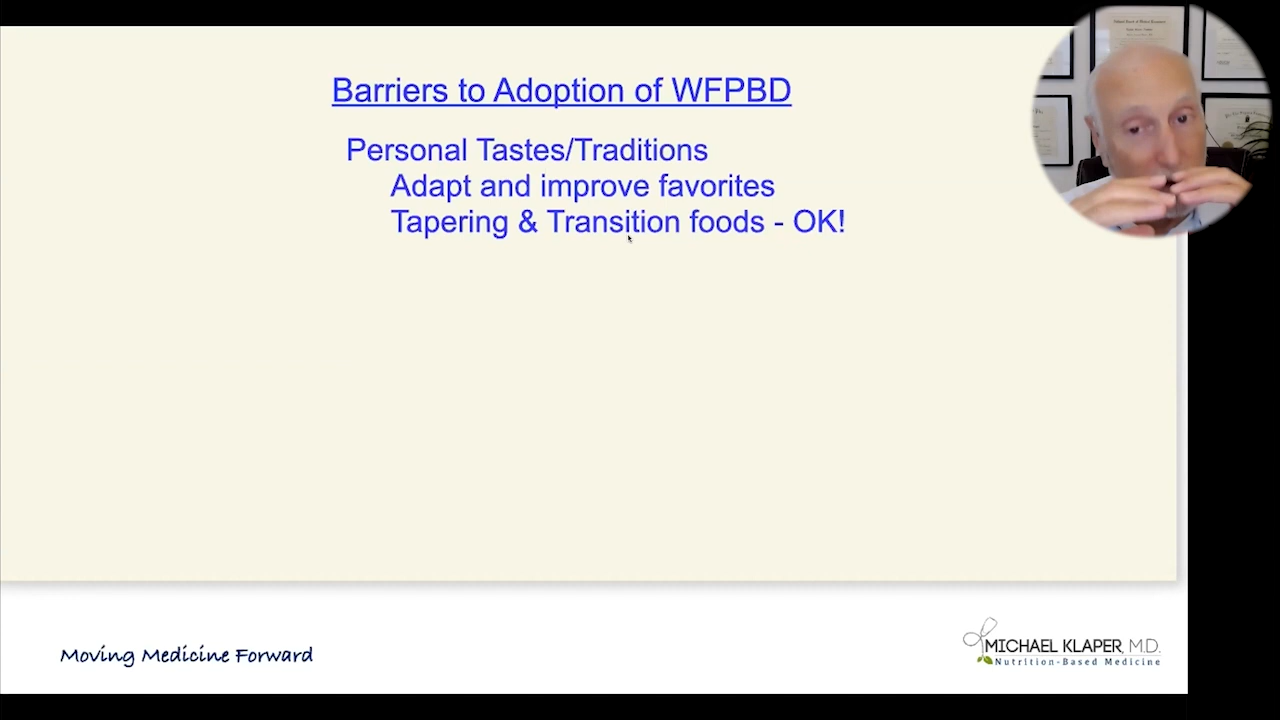 Barriers to Adoption of WFPBD
Personal Tastes/Traditions
Adapt and improve favorites
Tapering & Transition foods - OK!
Moving Medicine Forward
MICHAEL KLAPER, M.D.
Nutrition-Based Medicine